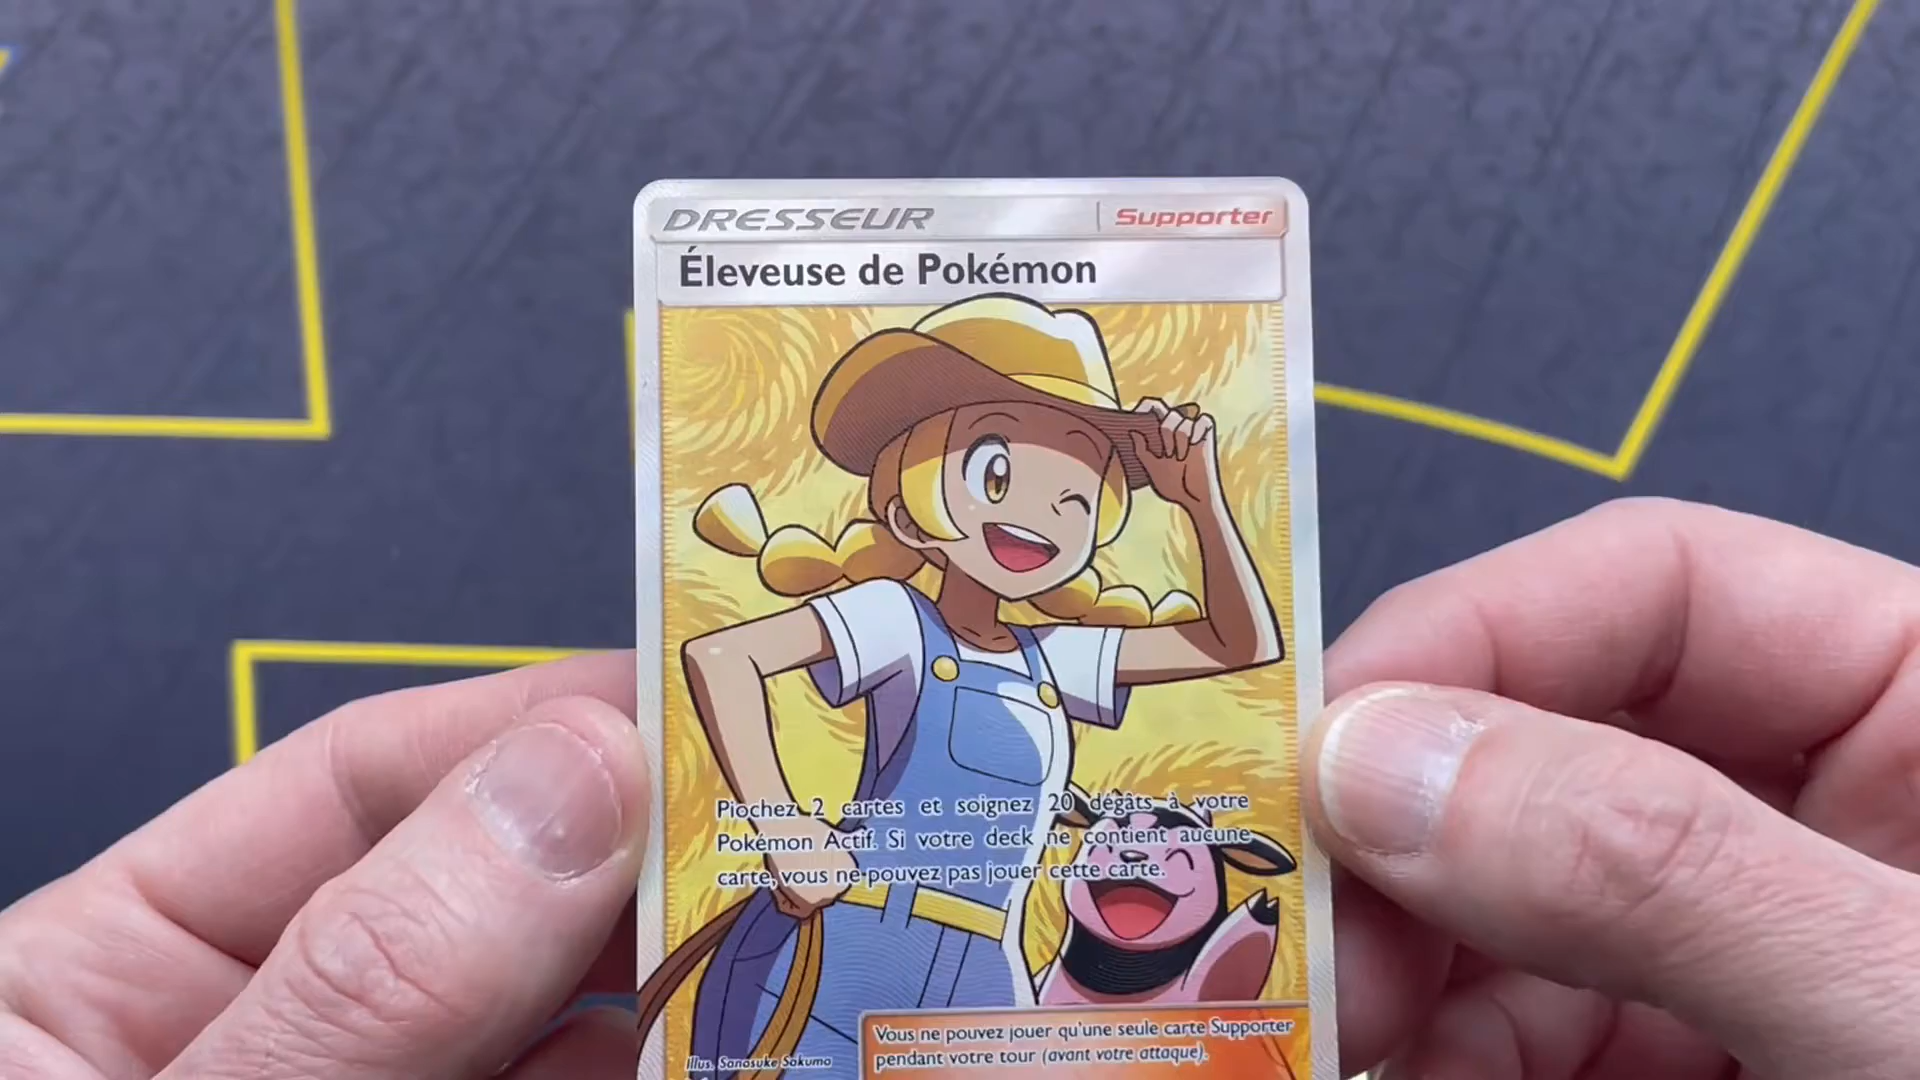 DRESSEUR
Supporter
Éleveuse de Pokémon
Piochez 2 cartes et soignez 20 dégâts à votre
Pokémon Actif. Si votre deck ne contient aucune
carte, vous ne pouvez pas jouer cette carte.
Vous ne pouvez jouer qu'une seule carte Supporter
pendant votre tour (avant votre attaque).
Illus. Sanosuke Sakuma